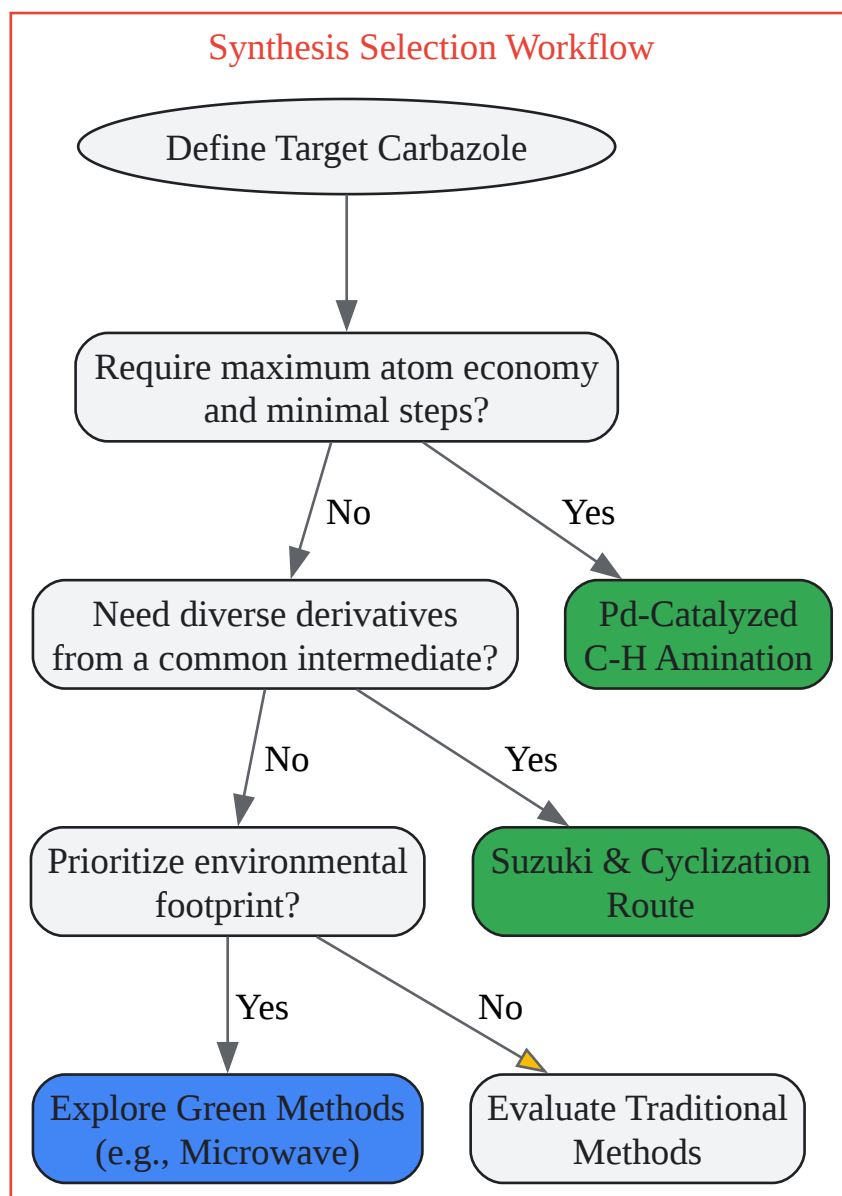 Synthesis Selection Workflow
Define Target Carbazole
Require maximum atom economy
and minimal steps?
No
Yes
Need diverse derivatives
from a common intermediate?
Pd-Catalyzed
C-H Amination
No
Yes
Prioritize environmental
footprint?
Suzuki & Cyclization
Route
Yes
No
Explore Green Methods
(e.g., Microwave)
Evaluate Traditional
Methods